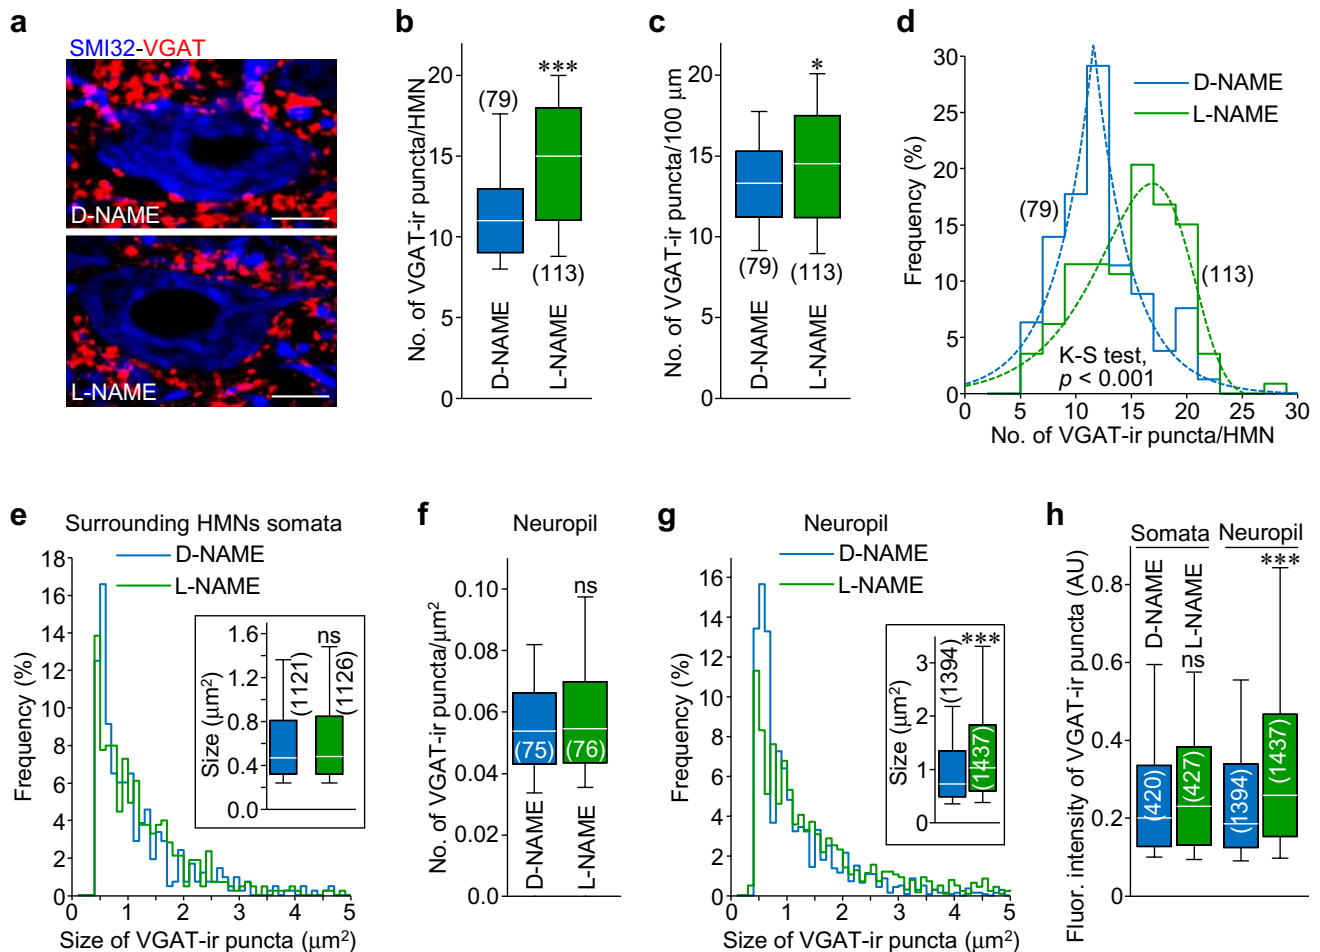 a
SMI32-VGAT
D-NAME
L-NAME
b
No. of VGAT-ir puncta/HMN
20
15
10
5
0
(79)
***
(113)
D-NAME
L-NAME
c
No. of VGAT-ir puncta/100 µm
20
15
10
5
0
*
(79)
(113)
D-NAME
L-NAME
d
Frequency (%)
30
25
20
15
10
5
0
D-NAME
L-NAME
(79)
(113)
K-S test,
p < 0.001
0 5 10 15 20 25 30
No. of VGAT-ir puncta/HMN
e
Surrounding HMNs somata
D-NAME
L-NAME
Frequency (%)
18
16
14
12
10
8
6
4
2
0
Size (µm²)
1.6
1.2
0.8
0.4
0.0
ns
(1121)
(1126)
0 1 2 3 4 5
Size of VGAT-ir puncta (µm²)
f
Neuropil
No. of VGAT-ir puncta/µm²
0.10
0.08
0.06
0.04
0.02
0.0
ns
(75)
(76)
D-NAME
L-NAME
g
Neuropil
D-NAME
L-NAME
Frequency (%)
16
14
12
10
8
6
4
2
0
Size (µm²)
3
2
1
0
(1394)
***
(1437)
0 1 2 3 4 5
Size of VGAT-ir puncta (µm²)
h
Somata Neuropil
Fluor. intensity of VGAT-ir puncta (AU)
0.8
0.6
0.4
0.2
0
D-NAME
L-NAME
ns
***
(420)
(427)
(1394)
(1437)